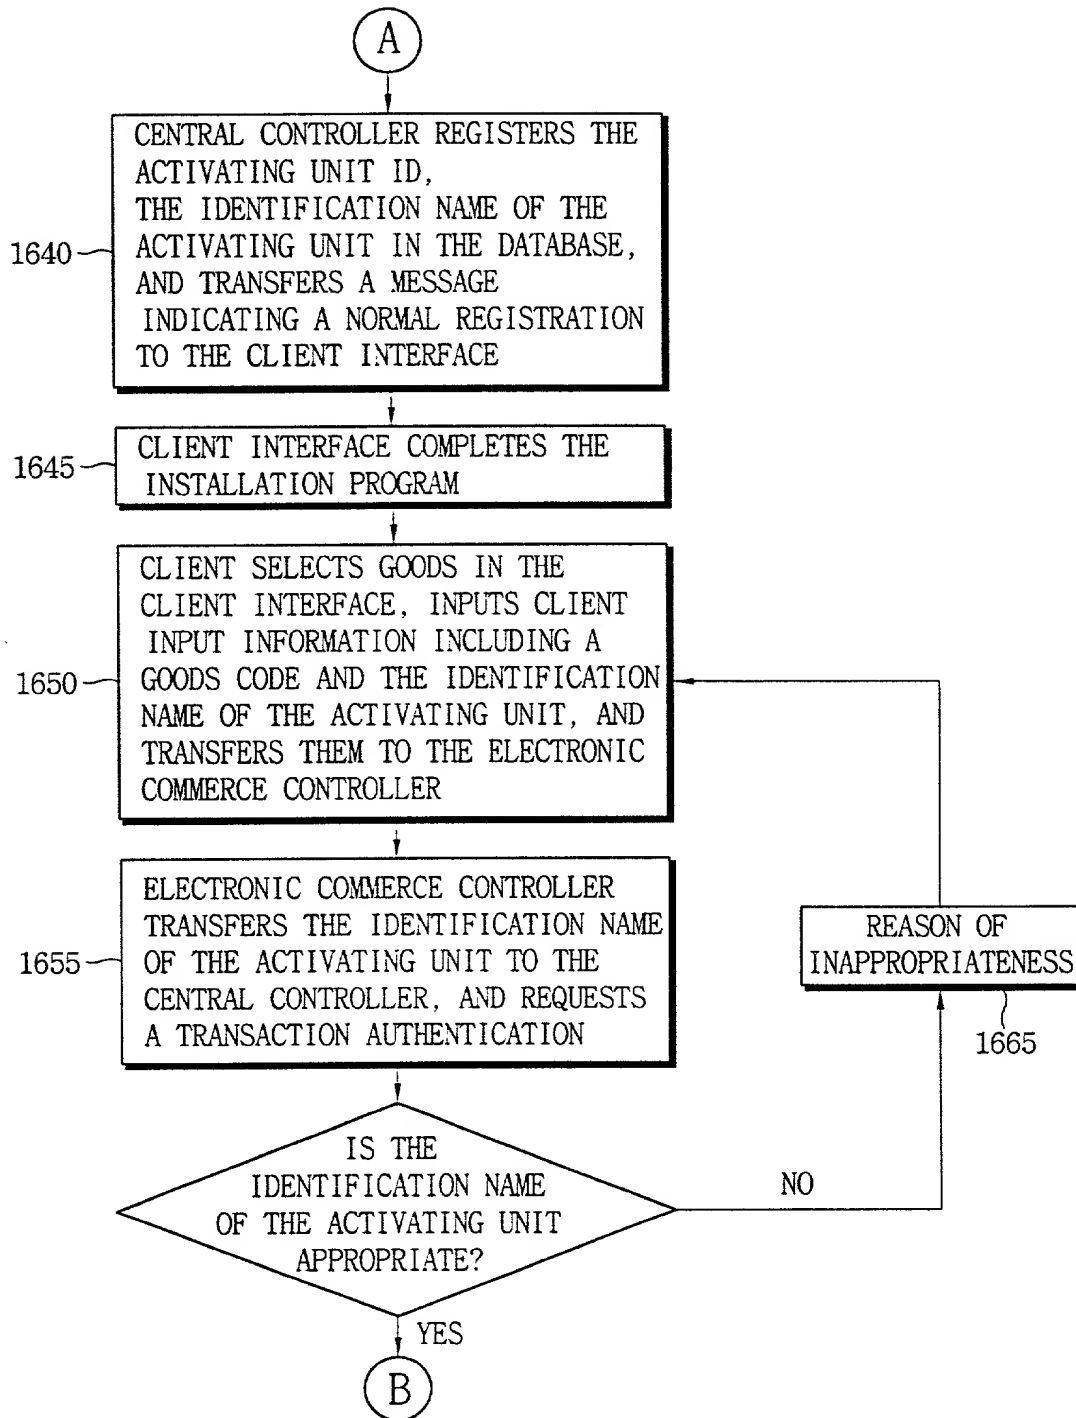 A
CENTRAL CONTROLLER REGISTERS THE
ACTIVATING UNIT ID,
THE IDENTIFICATION NAME OF THE
ACTIVATING UNIT IN THE DATABASE,
AND TRANSFERS A MESSAGE
INDICATING A NORMAL REGISTRATION
TO THE CLIENT INTERFACE
1640
CLIENT INTERFACE COMPLETES THE
INSTALLATION PROGRAM
1645
CLIENT SELECTS GOODS IN THE
CLIENT INTERFACE, INPUTS CLIENT
INPUT INFORMATION INCLUDING A
GOODS CODE AND THE IDENTIFICATION
NAME OF THE ACTIVATING UNIT, AND
TRANSFERS THEM TO THE ELECTRONIC
COMMERCE CONTROLLER
1650
ELECTRONIC COMMERCE CONTROLLER
TRANSFERS THE IDENTIFICATION NAME
OF THE ACTIVATING UNIT TO THE
CENTRAL CONTROLLER, AND REQUESTS
A TRANSACTION AUTHENTICATION
1655
REASON OF
INAPPROPRIATENESS
1665
IS THE
IDENTIFICATION NAME
OF THE ACTIVATING UNIT
APPROPRIATE?
NO
YES
B